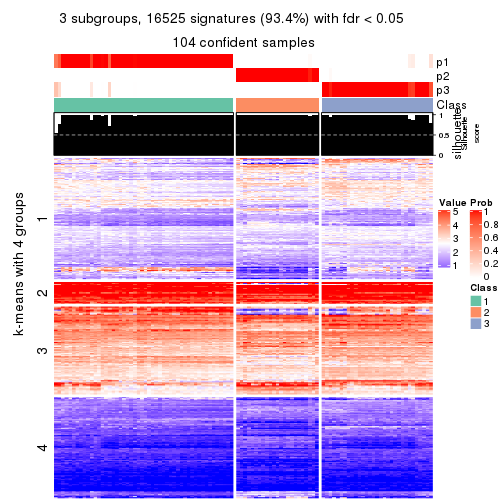 3 subgroups, 16525 signatures (93.4%) with fdr < 0.05
104 confident samples
p1
p2
p3
Class
1
0.5
0
silhouette
Silhouette
score
k-means with 4 groups
1
2
3
4
Value
5
4
3
2
1
Prob
1
0.8
0.6
0.4
0.2
0
Class
1
2
3